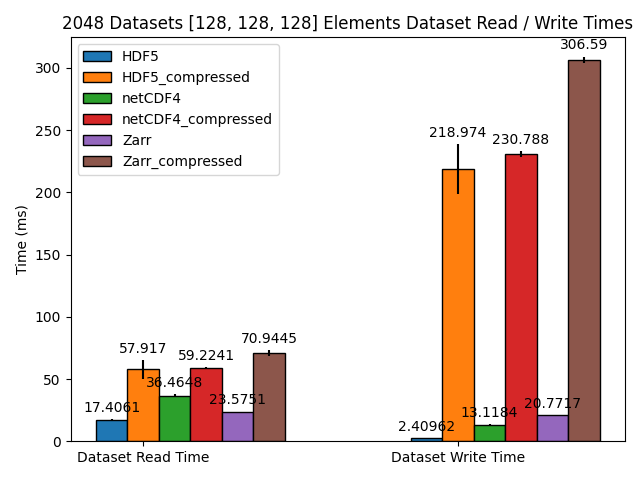 2048 Datasets [128, 128, 128] Elements Dataset Read / Write Times
HDF5
HDF5_compressed
netCDF4
netCDF4_compressed
Zarr
Zarr_compressed
Time (ms)
300
250
200
150
100
50
0
17.4061
57.917
36.4648
59.2241
23.5751
70.9445
2.40962
218.974
13.1184
230.788
20.7717
306.59
Dataset Read Time
Dataset Write Time